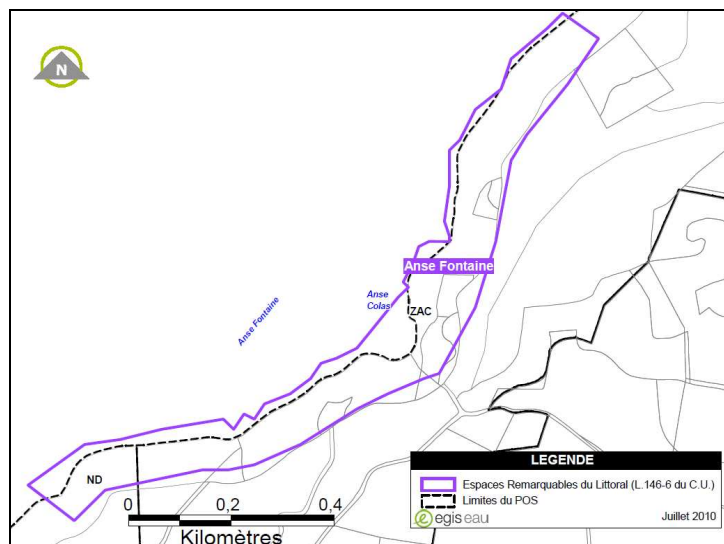 N
Anse Fontaine
Anse Fontaine
Anse
Colas
ZAC
ND
0
0,2
0,4
Kilomètres
LEGENDE
Espaces Remarquables du Littoral (L.146-6 du C.U.)
Limites du POS
egis eau
Juillet 2010